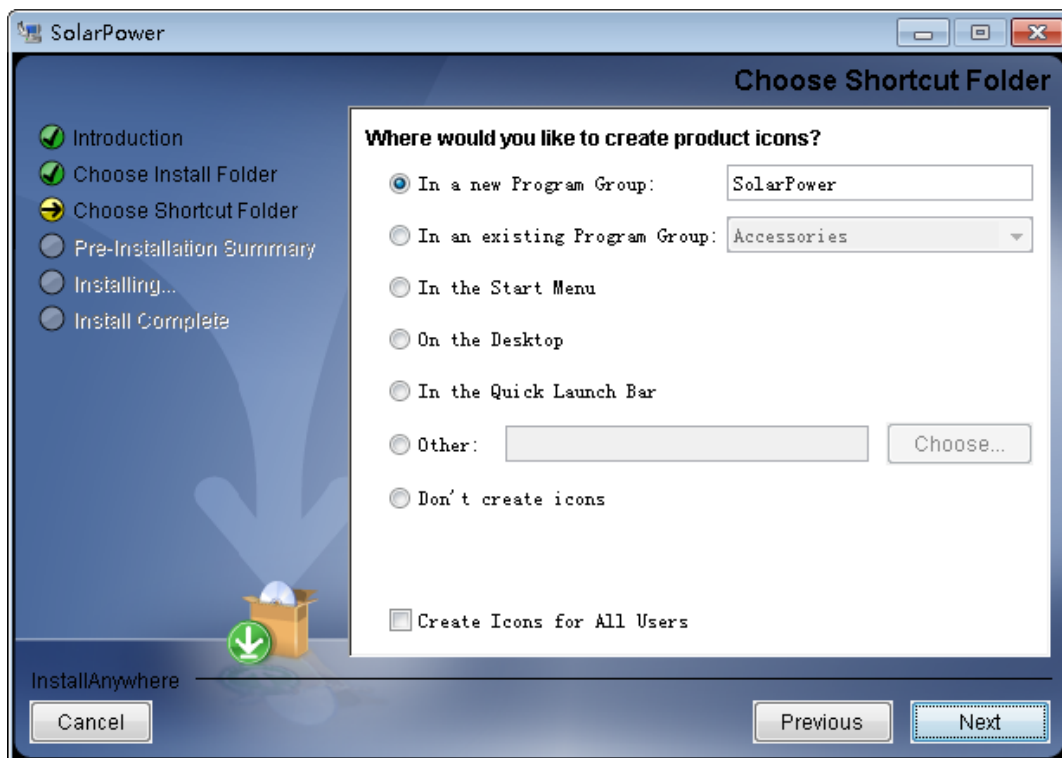 SolarPower
Choose Shortcut Folder
Introduction
Choose Install Folder
Choose Shortcut Folder
Pre-Installation Summary
Installing...
Install Complete
Where would you like to create product icons?
In a new Program Group: SolarPower
In an existing Program Group: Accessories
In the Start Menu
On the Desktop
In the Quick Launch Bar
Other: Choose...
Don't create icons
Create Icons for All Users
InstallAnywhere
Cancel Previous Next